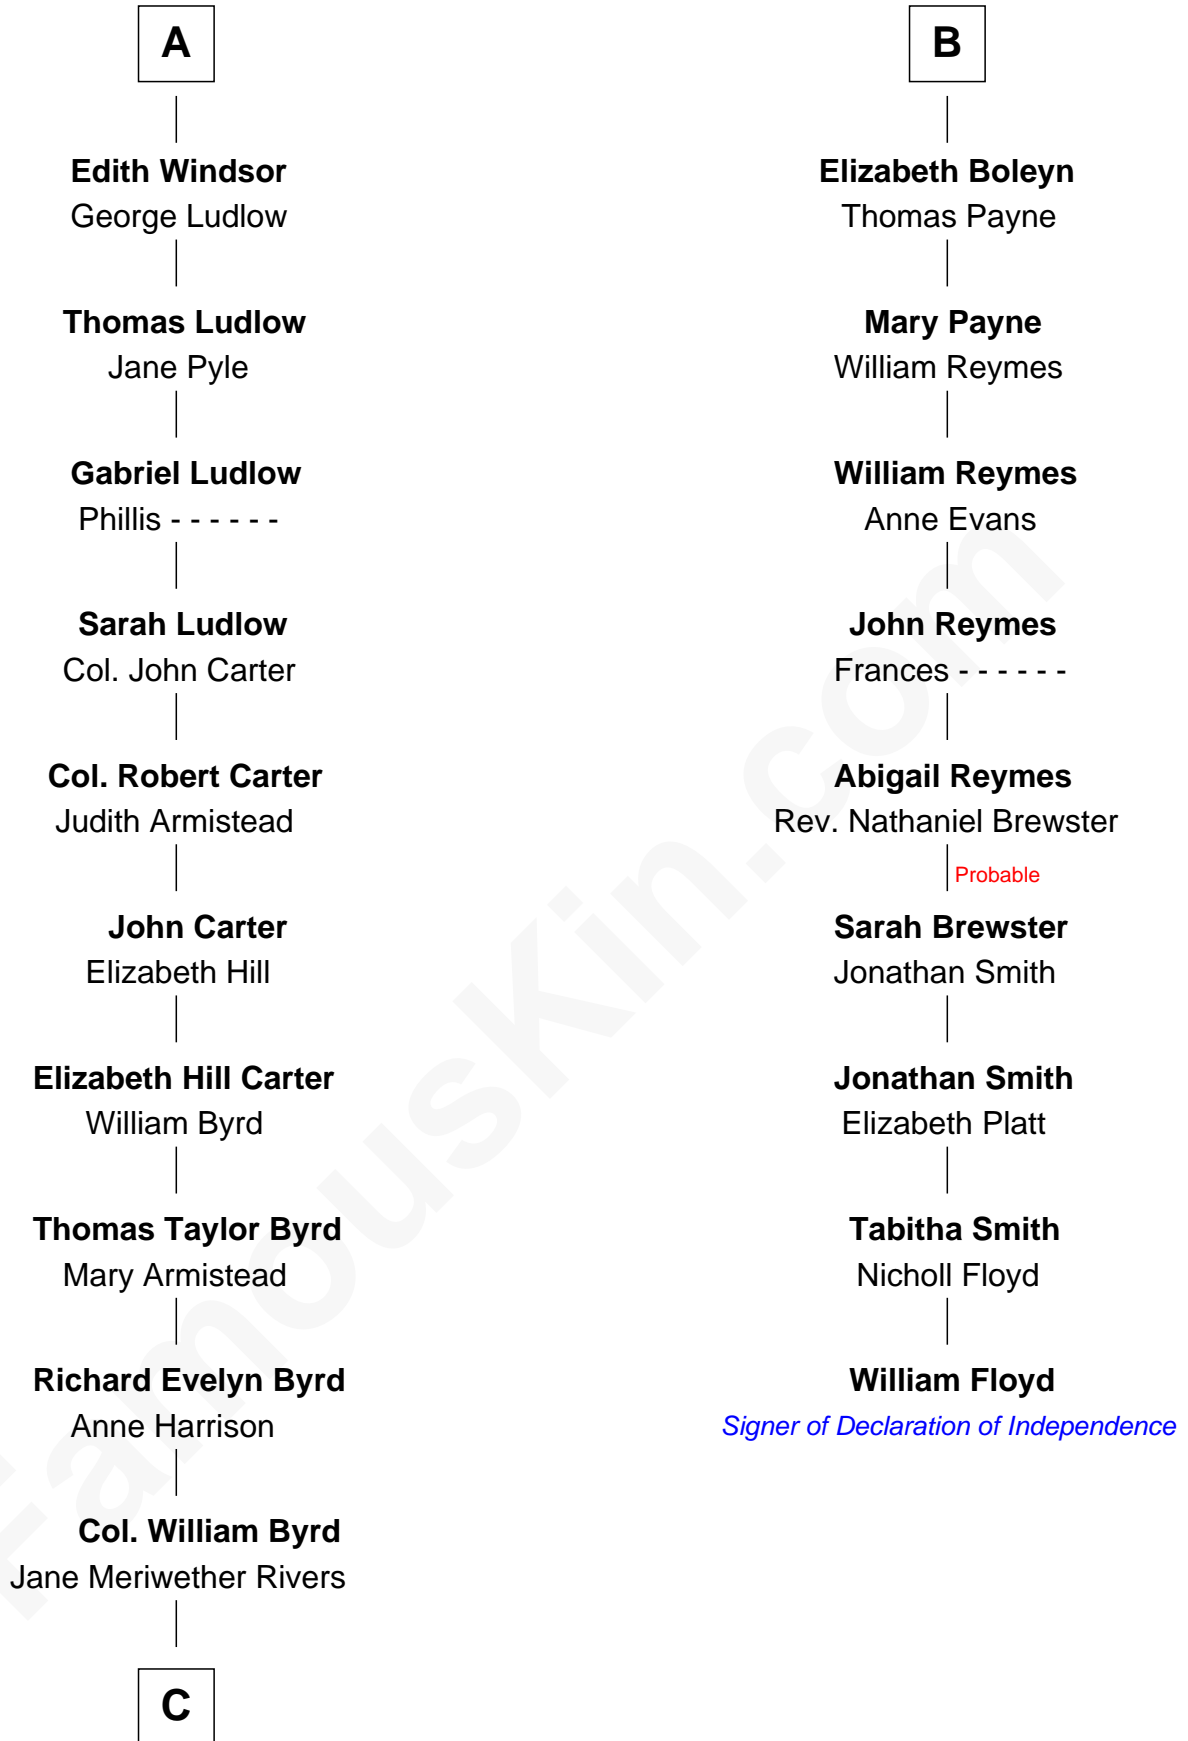 A
Edith Windsor
George Ludlow
Thomas Ludlow
Jane Pyle
Gabriel Ludlow
Phillis - - - - - -
Sarah Ludlow
Col. John Carter
Col. Robert Carter
Judith Armistead
John Carter
Elizabeth Hill
Elizabeth Hill Carter
William Byrd
Thomas Taylor Byrd
Mary Armistead
Richard Evelyn Byrd
Anne Harrison
Col. William Byrd
Jane Meriwether Rivers
C
B
Elizabeth Boleyn
Thomas Payne
Mary Payne
William Reymes
William Reymes
Anne Evans
John Reymes
Frances - - - - - -
Abigail Reymes
Rev. Nathaniel Brewster
Probable
Sarah Brewster
Jonathan Smith
Jonathan Smith
Elizabeth Platt
Tabitha Smith
Nicholl Floyd
William Floyd
Signer of Declaration of Independence
FamousKin.com